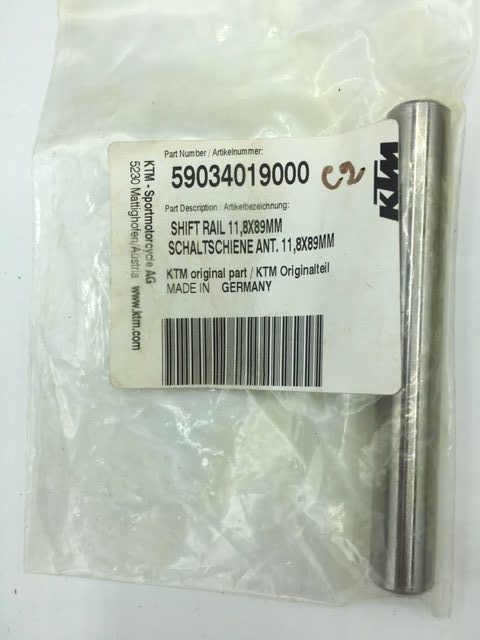 Part Number / Artikelnummer:
59034019000 C2
Part Description / Artikelbezeichnung:
SHIFT RAIL 11,8X89MM
SCHALTSCHIENE ANT. 11,8X89MM
KTM original part / KTM Originalteil
MADE IN GERMANY
KTM - Sportmotorcycle AG
5230 Mattighofen/Austria www.ktm.com
KTM